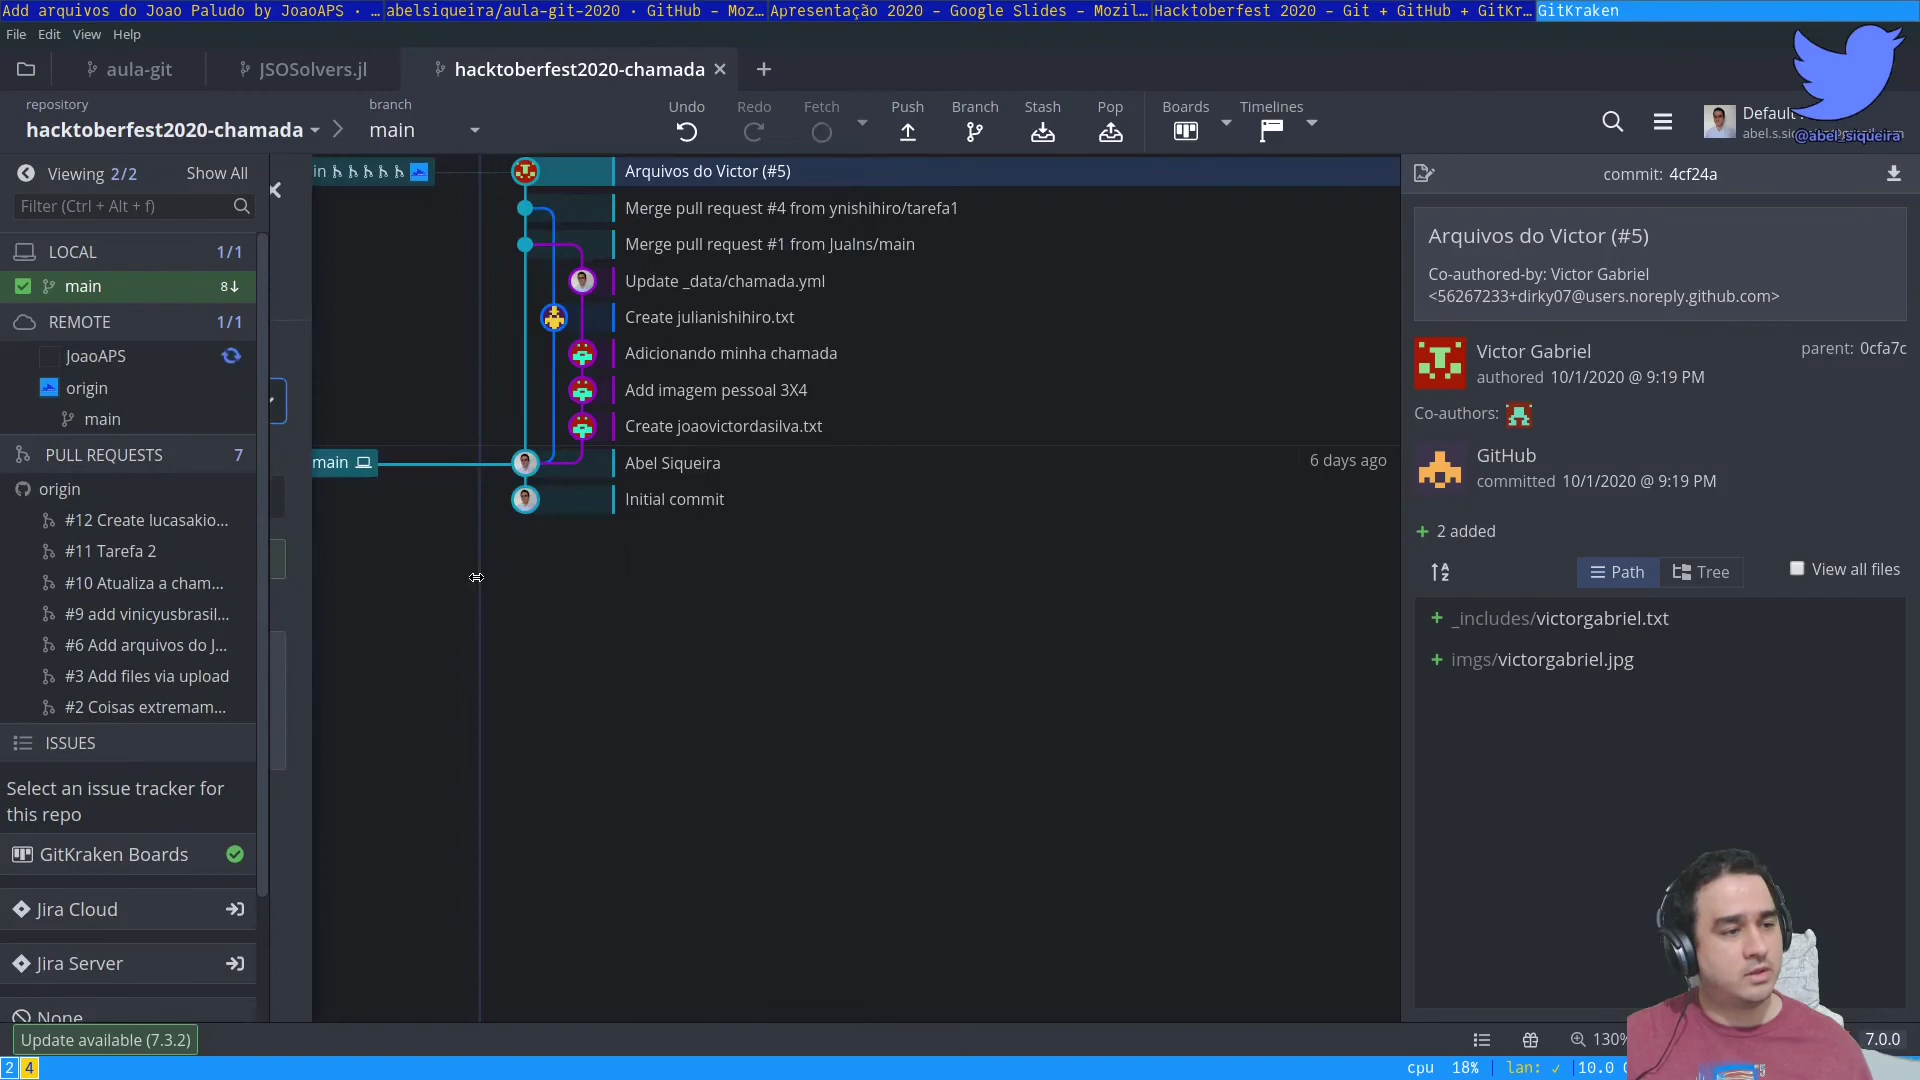 Add arquivos do Joao Paludo by JoaoAPS · …
abelsiqueira/aula-git-2020 · GitHub – Moz…
Apresentação 2020 – Google Slides – Mozil…
Hacktoberfest 2020 – Git + GitHub + GitKr…
GitKraken
File Edit View Help
aula-git
JSOSolvers.jl
hacktoberfest2020-chamada
repository
hacktoberfest2020-chamada
branch
main
Undo
Redo
Fetch
Push
Branch
Stash
Pop
Boards
Timelines
abel.s.siqueira
@abel_siqueira
Viewing 2/2
Show All
Filter (Ctrl + Alt + f)
LOCAL 1/1
main 8↓
REMOTE 1/1
JoaoAPS
origin
main
PULL REQUESTS 7
origin
#12 Create lucasakio...
#11 Tarefa 2
#10 Atualiza a cham...
#9 add vinicyusbrasil...
#6 Add arquivos do J...
#3 Add files via upload
#2 Coisas extremam...
ISSUES
Select an issue tracker for
this repo
GitKraken Boards
Jira Cloud
Jira Server
None
Update available (7.3.2)
in
Arquivos do Victor (#5)
Merge pull request #4 from ynishihiro/tarefa1
Merge pull request #1 from Jualns/main
Update _data/chamada.yml
Create julianishihiro.txt
Adicionando minha chamada
Add imagem pessoal 3X4
Create joaovictordasilva.txt
main
Abel Siqueira
6 days ago
Initial commit
commit: 4cf24a
Arquivos do Victor (#5)
Co-authored-by: Victor Gabriel
<56267233+dirky07@users.noreply.github.com>
Victor Gabriel
parent: 0cfa7c
authored 10/1/2020 @ 9:19 PM
Co-authors:
GitHub
committed 10/1/2020 @ 9:19 PM
+ 2 added
Path
Tree
View all files
+ _includes/victorgabriel.txt
+ imgs/victorgabriel.jpg
130%
7.0.0
2 4
cpu 18% | lan: ✓ |10.0